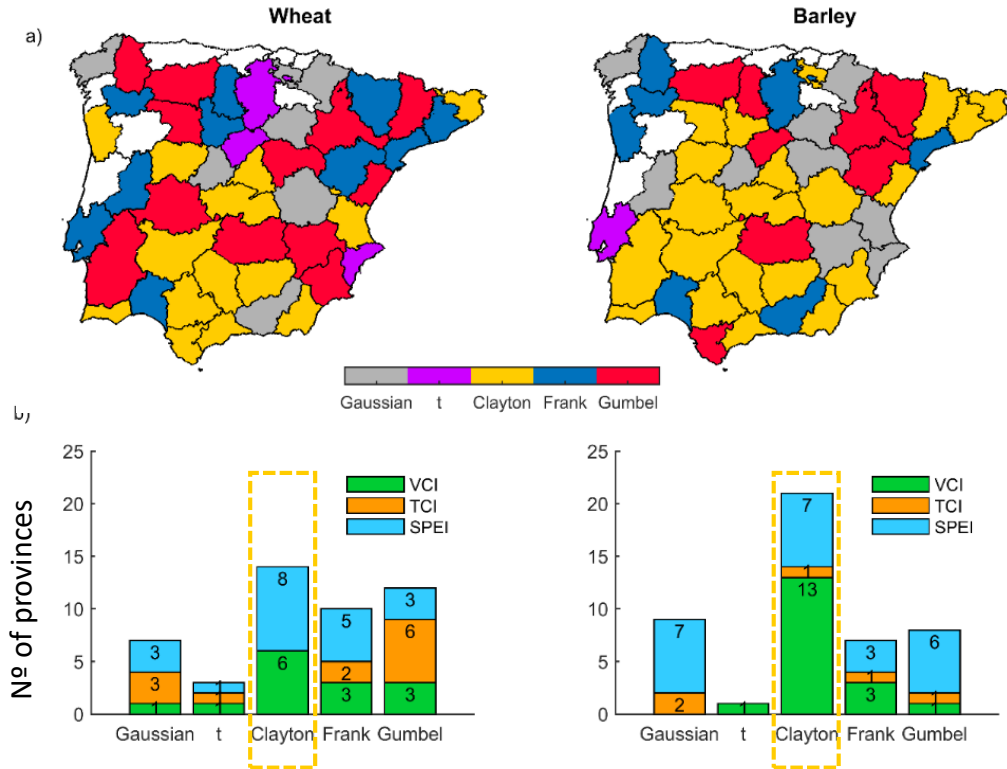 Wheat
Barley
a)
Gaussian t Clayton Frank Gumbel
b)
Nº of provinces
25
20
15
10
5
0
VCI
TCI
SPEI
3
3
1
1
1
1
8
6
5
2
3
3
6
3
Gaussian t Clayton Frank Gumbel
25
20
15
10
5
0
VCI
TCI
SPEI
7
2
1
7
1
13
3
1
3
6
1
1
Gaussian t Clayton Frank Gumbel